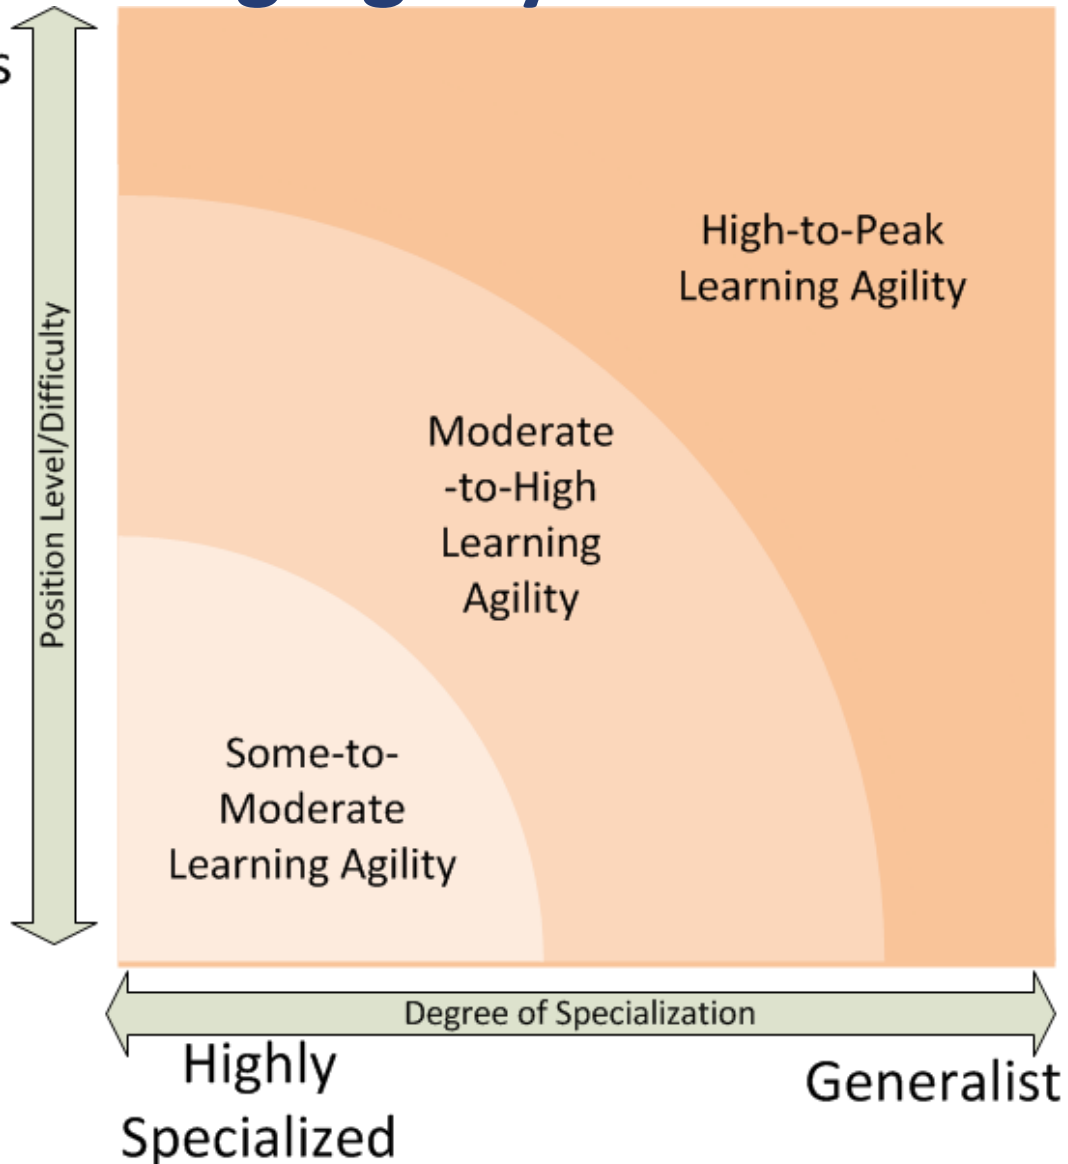 High-to-Peak
Learning Agility
Moderate
-to-High
Learning
Agility
Position Level/Difficulty
Some-to-
Moderate
Learning Agility
Degree of Specialization
Highly
Specialized
Generalist